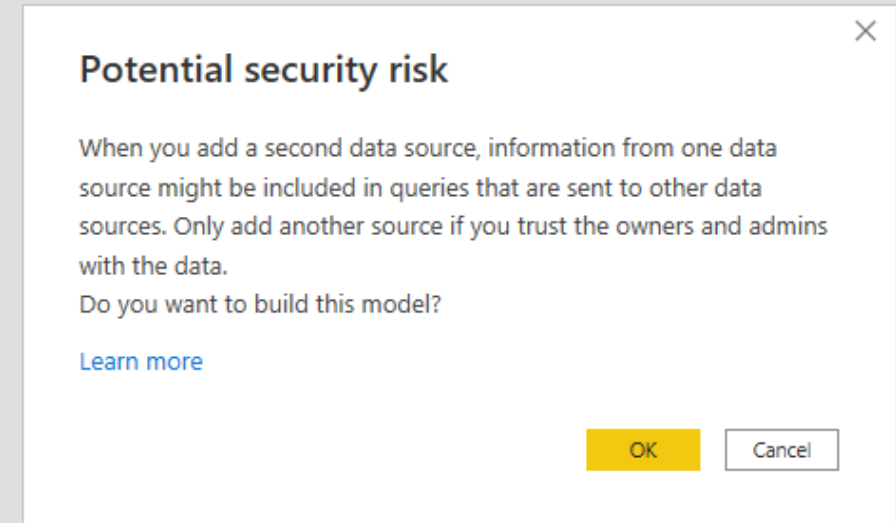 Potential security risk
When you add a second data source, information from one data
source might be included in queries that are sent to other data
sources. Only add another source if you trust the owners and admins
with the data.
Do you want to build this model?
Learn more
OK Cancel